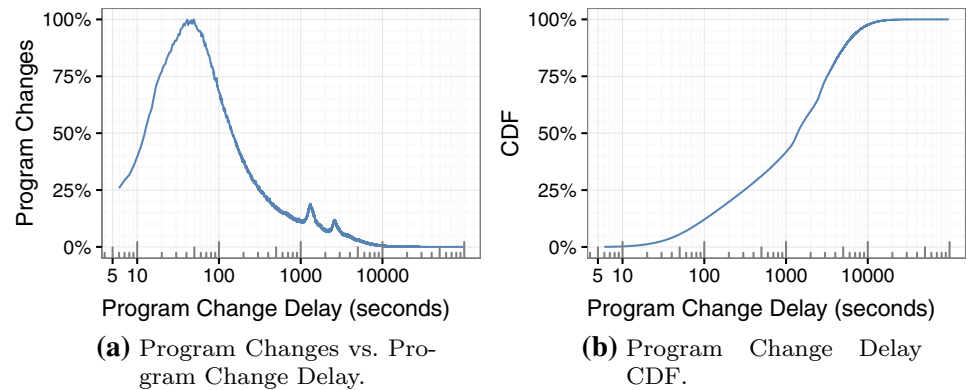 100%
75%
50%
25%
0%
Program Changes
5 10 100 1000 10000
Program Change Delay (seconds)
(a) Program Changes vs. Pro-
gram Change Delay.
100%
75%
50%
25%
0%
CDF
5 10 100 1000 10000
Program Change Delay (seconds)
(b) Program Change Delay
CDF.